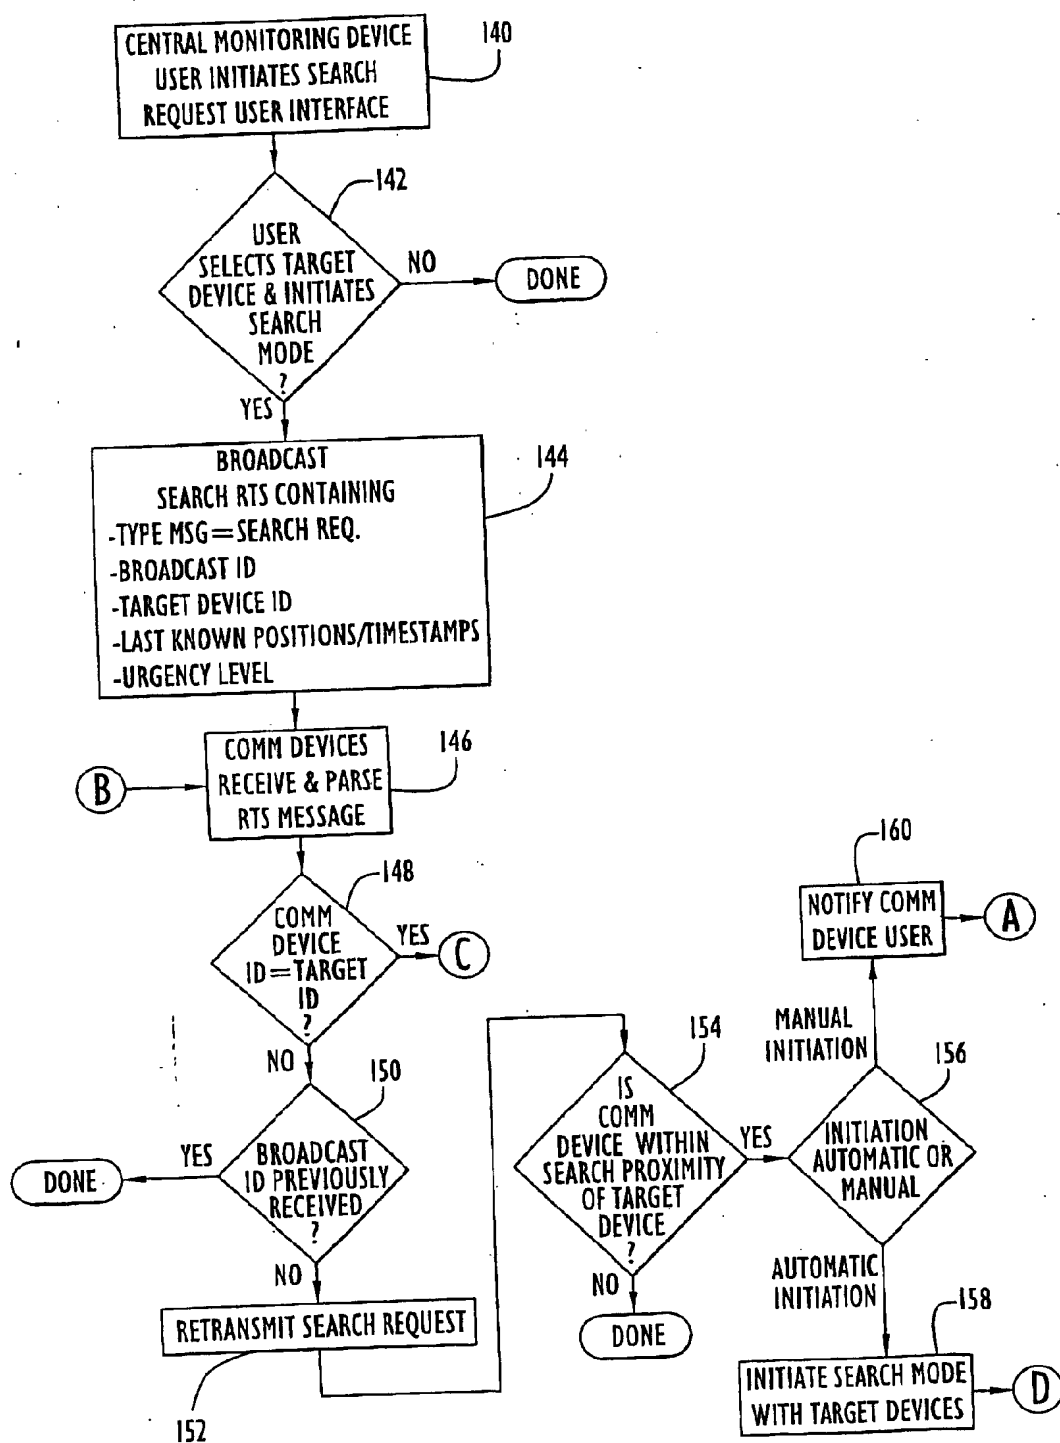 CENTRAL MONITORING DEVICE
USER INITIATES SEARCH
REQUEST USER INTERFACE
140
142
USER
SELECTS TARGET
DEVICE & INITIATES
SEARCH
MODE
?
NO
DONE
YES
BROADCAST
SEARCH RTS CONTAINING
-TYPE MSG=SEARCH REQ.
-BROADCAST ID
-TARGET DEVICE ID
-LAST KNOWN POSITIONS/TIMESTAMPS
-URGENCY LEVEL
144
B
COMM DEVICES
RECEIVE & PARSE
RTS MESSAGE
146
148
COMM
DEVICE
ID=TARGET
ID
?
YES
C
NO
150
BROADCAST
ID PREVIOUSLY
RECEIVED
?
YES
DONE
NO
RETRANSMIT SEARCH REQUEST
152
154
IS
COMM
DEVICE WITHIN
SEARCH PROXIMITY
OF TARGET
DEVICE
?
NO
DONE
YES
156
INITIATION
AUTOMATIC OR
MANUAL
MANUAL
INITIATION
160
NOTIFY COMM
DEVICE USER
A
AUTOMATIC
INITIATION
158
INITIATE SEARCH MODE
WITH TARGET DEVICES
D